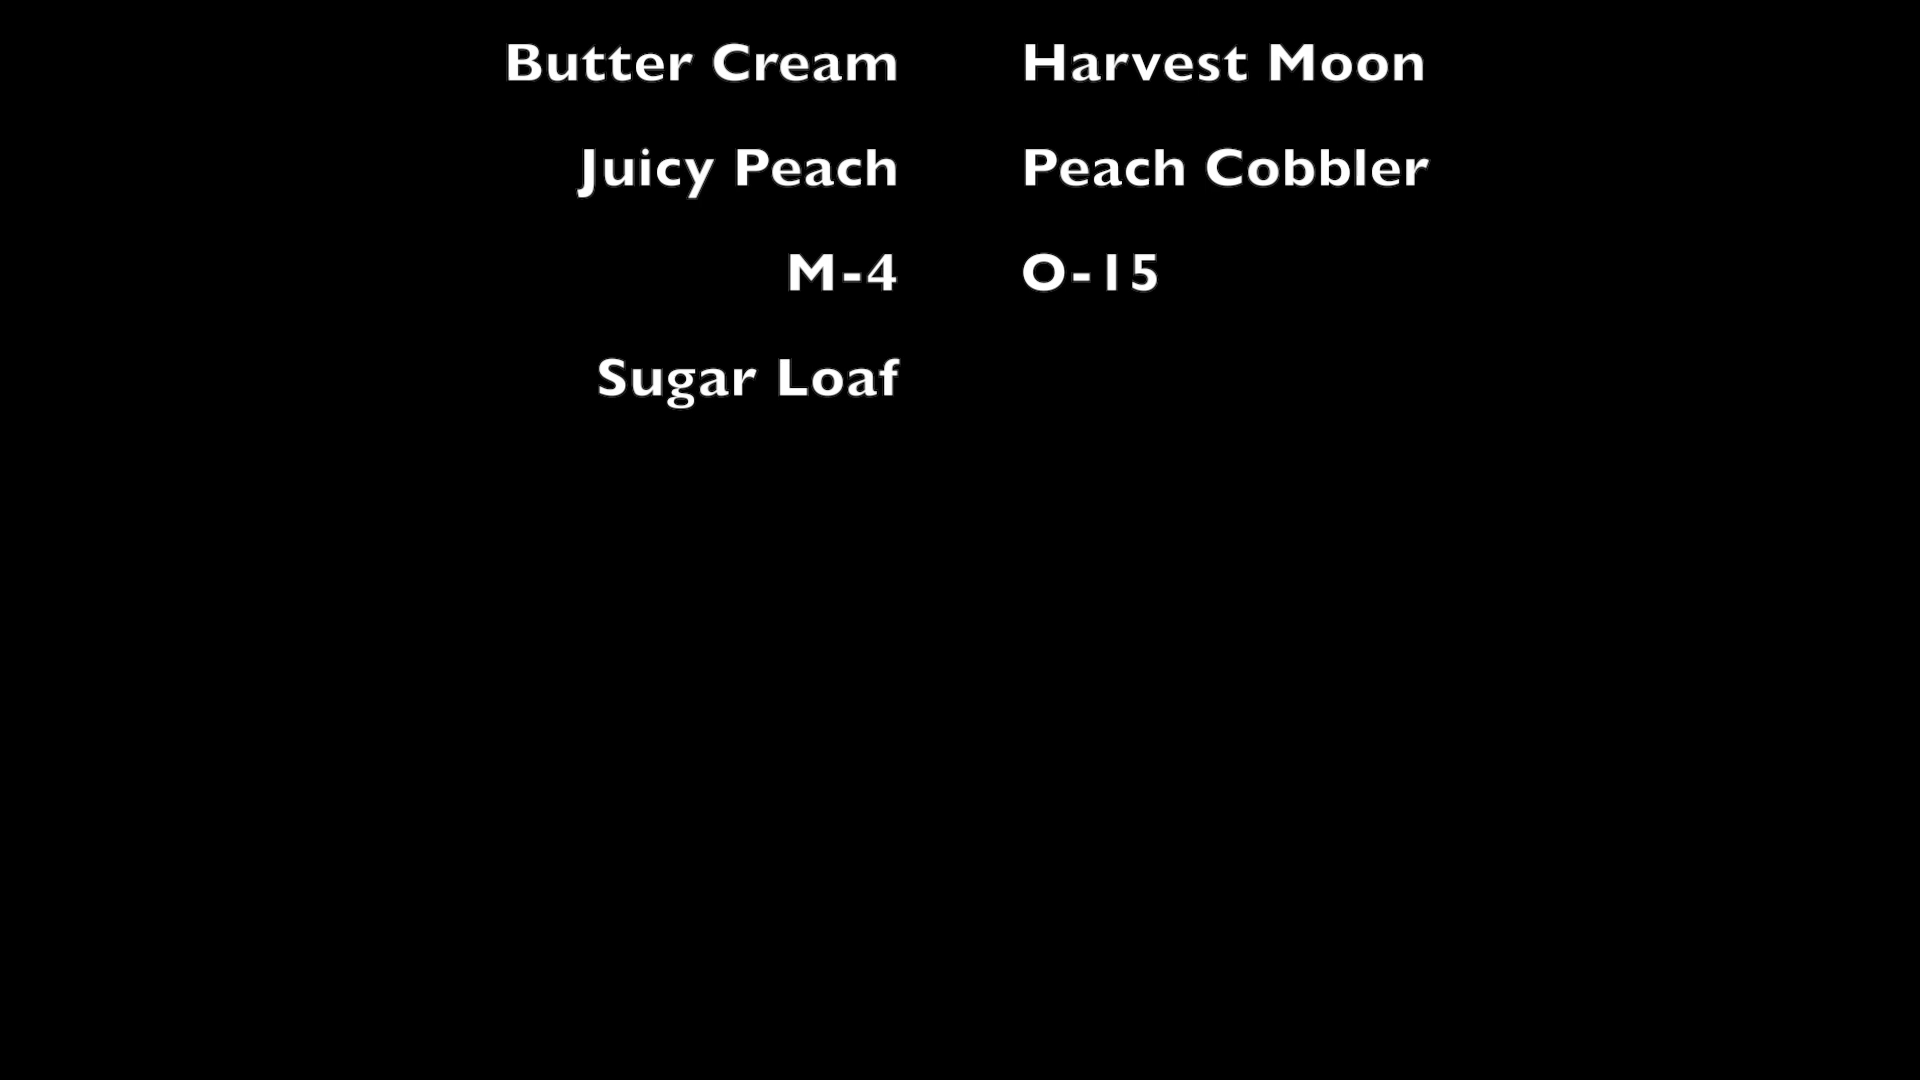 Butter Cream Harvest Moon
Juicy Peach Peach Cobbler
M-4 O-15
Sugar Loaf